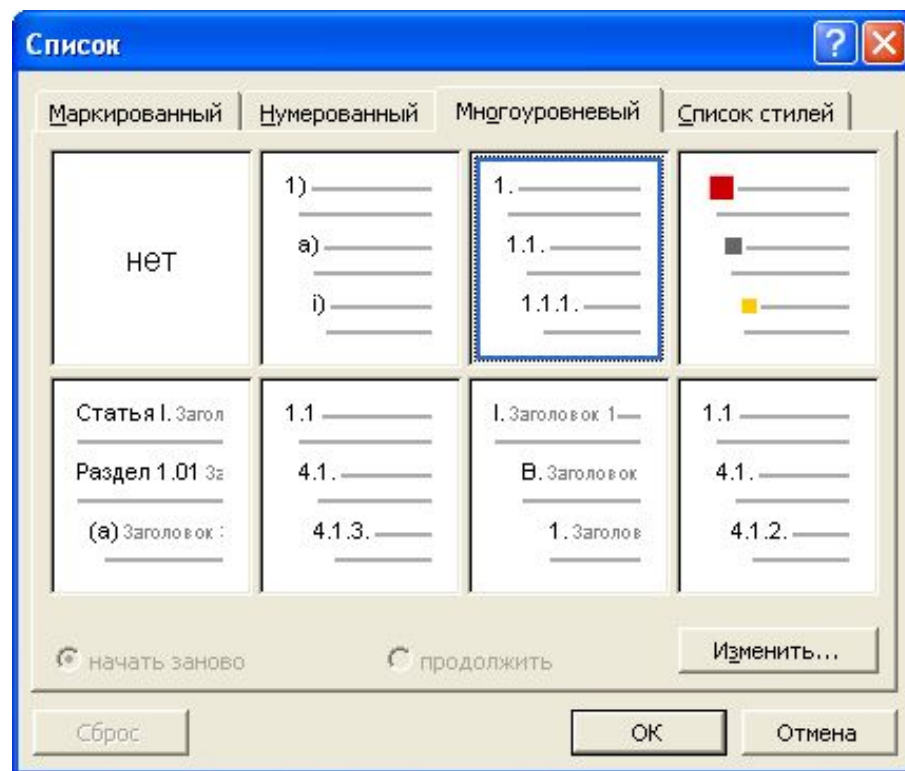 Список
Маркированный Нумерованный Многоуровневый Список стилей
нет
1)
a)
i)
1.
1.1.
1.1.1.
Статья I. Загол
Раздел 1.01 За
(a) Заголовок
1.1
4.1.
4.1.3.
I. Заголовок 1
B. Заголовок
1. Заголов
1.1
4.1.
4.1.2.
начать заново продолжить Изменить...
Сброс ОК Отмена